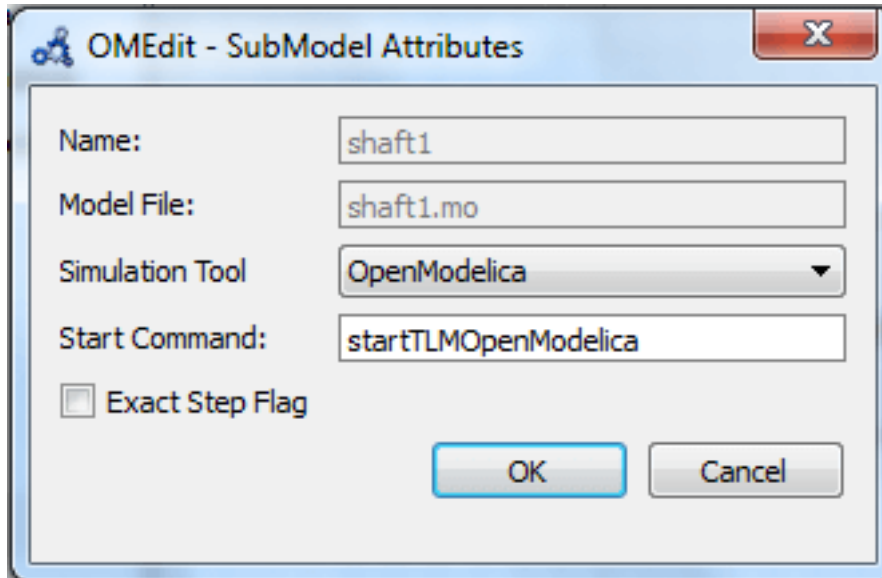 OMEdit - SubModel Attributes
Name: shaft1
Model File: shaft1.mo
Simulation Tool OpenModelica
Start Command: startTLMOpenModelica
Exact Step Flag
OK Cancel